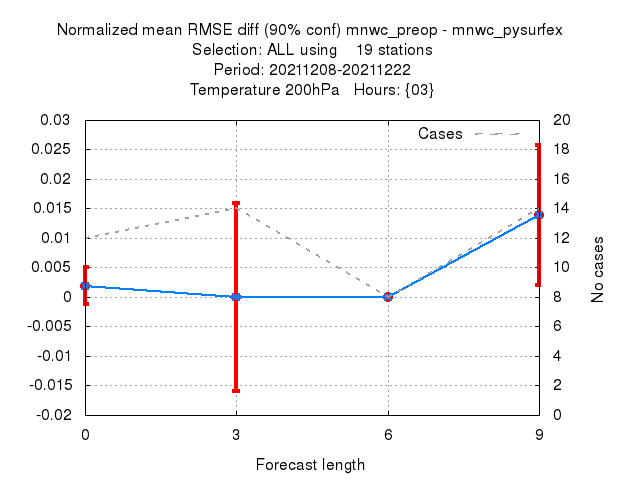 Normalized mean RMSE diff (90% conf) mnwc_preop - mnwc_pysurfex
Selection: ALL using 19 stations
Period: 20211208-20211222
Temperature 200hPa Hours: {03}
Cases
0.03
0.025
0.02
0.015
0.01
0.005
0
-0.005
-0.01
-0.015
-0.02
20
18
16
14
12
10
8
6
4
2
0
No cases
0 3 6 9
Forecast length